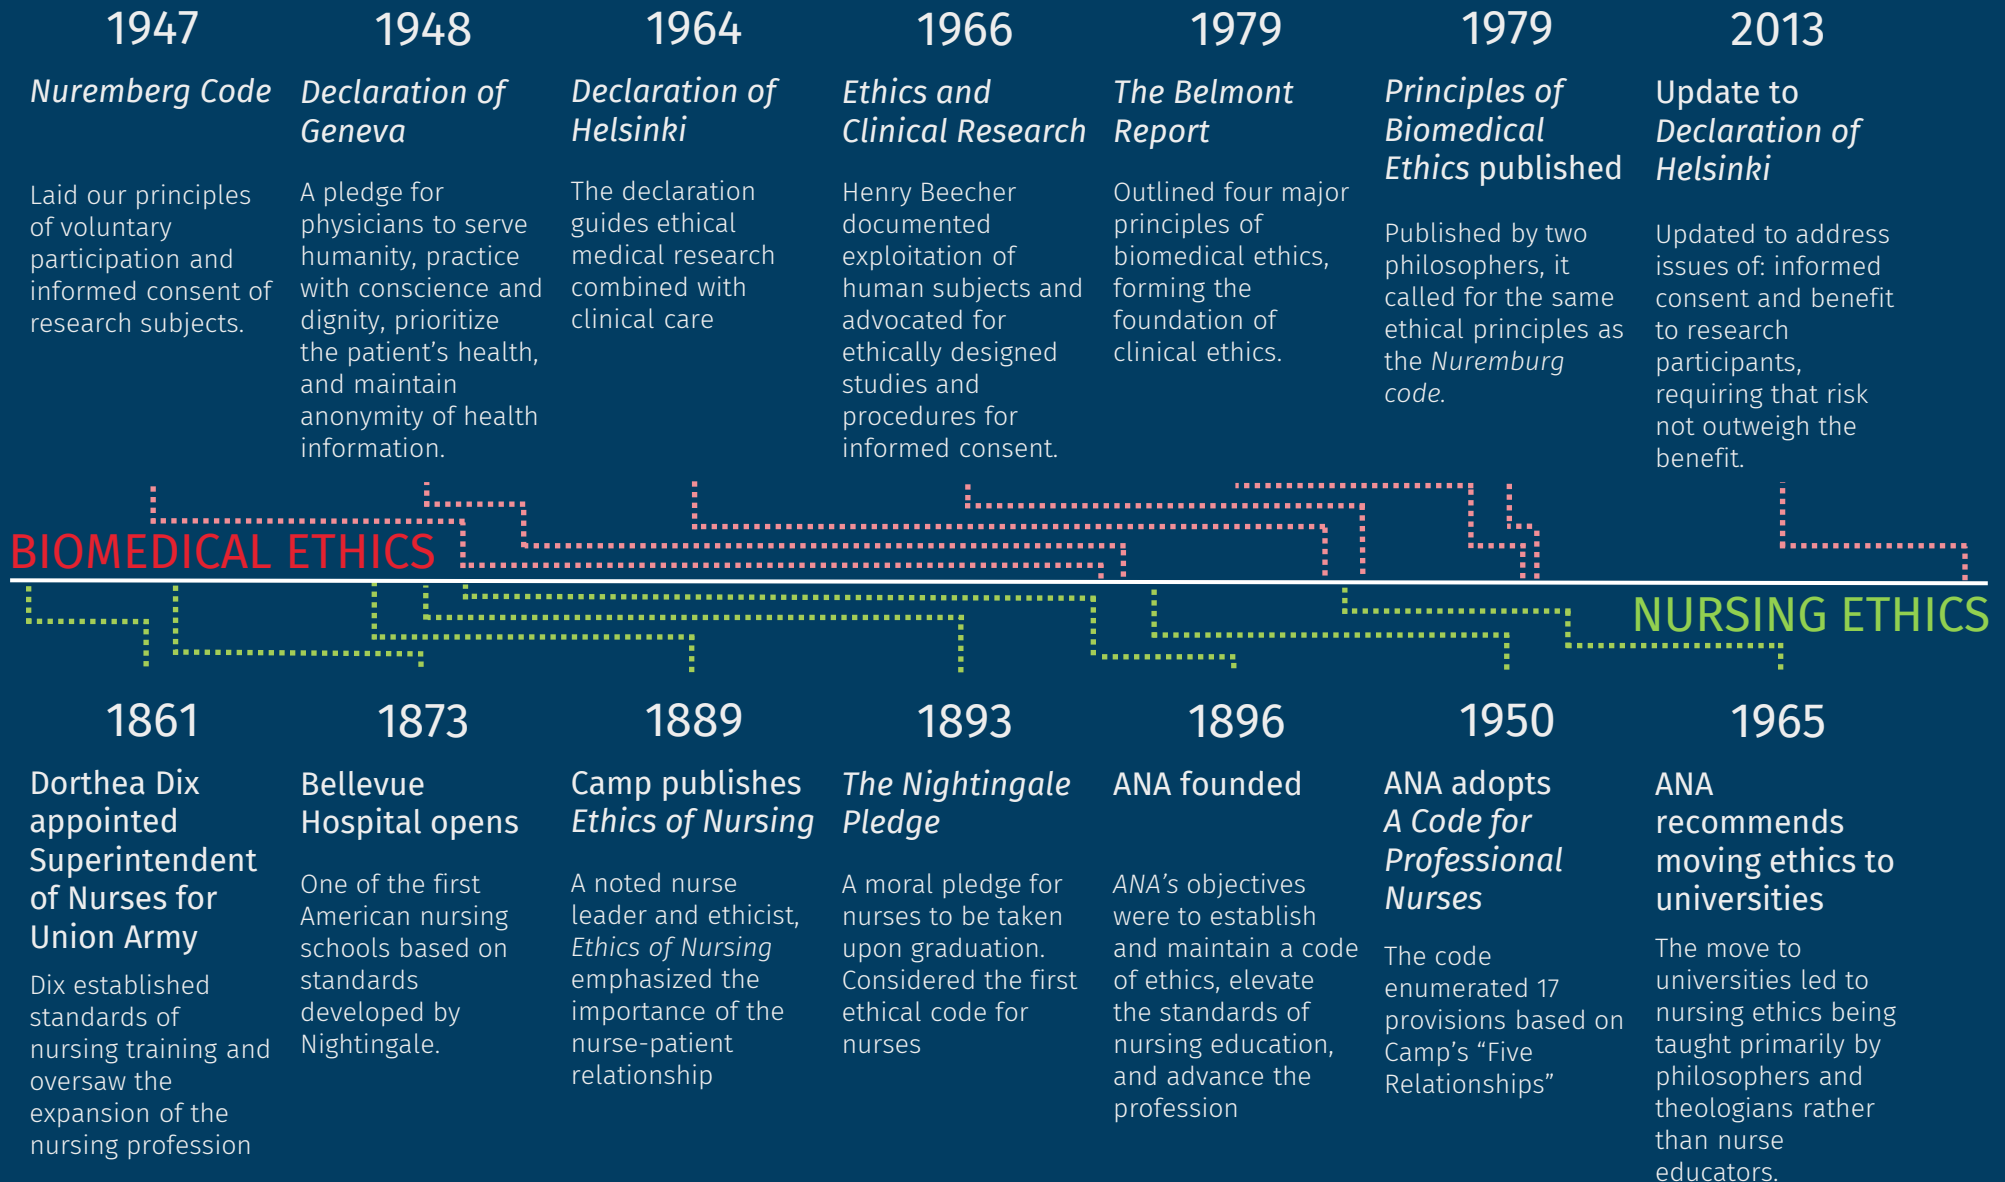 1947
Nuremberg Code
Laid our principles
of voluntary
participation and
informed consent of
research subjects.
1948
Declaration of
Geneva
A pledge for
physicians to serve
humanity, practice
with conscience and
dignity, prioritize
the patient's health,
and maintain
anonymity of health
information.
1964
Declaration of
Helsinki
The declaration
guides ethical
medical research
combined with
clinical care
1966
Ethics and
Clinical Research
Henry Beecher
documented
exploitation of
human subjects and
advocated for
ethically designed
studies and
procedures for
informed consent.
1979
The Belmont
Report
Outlined four major
principles of
biomedical ethics,
forming the
foundation of
clinical ethics.
1979
Principles of
Biomedical
Ethics published
Published by two
philosophers, it
called for the same
ethical principles as
the Nuremburg
code.
2013
Update to
Declaration of
Helsinki
Updated to address
issues of: informed
consent and benefit
to research
participants,
requiring that risk
not outweigh the
benefit.
BIOMEDICAL ETHICS
NURSING ETHICS
1861
Dorthea Dix
appointed
Superintendent
of Nurses for
Union Army
Dix established
standards of
nursing training and
oversaw the
expansion of the
nursing profession
1873
Bellevue
Hospital opens
One of the first
American nursing
schools based on
standards
developed by
Nightingale.
1889
Camp publishes
Ethics of Nursing
A noted nurse
leader and ethicist,
Ethics of Nursing
emphasized the
importance of the
nurse-patient
relationship
1893
The Nightingale
Pledge
A moral pledge for
nurses to be taken
upon graduation.
Considered the first
ethical code for
nurses
1896
ANA founded
ANA's objectives
were to establish
and maintain a code
of ethics, elevate
the standards of
nursing education,
and advance the
profession
1950
ANA adopts
A Code for
Professional
Nurses
The code
enumerated 17
provisions based on
Camp's “Five
Relationships”
1965
ANA
recommends
moving ethics to
universities
The move to
universities led to
nursing ethics being
taught primarily by
philosophers and
theologians rather
than nurse
educators.